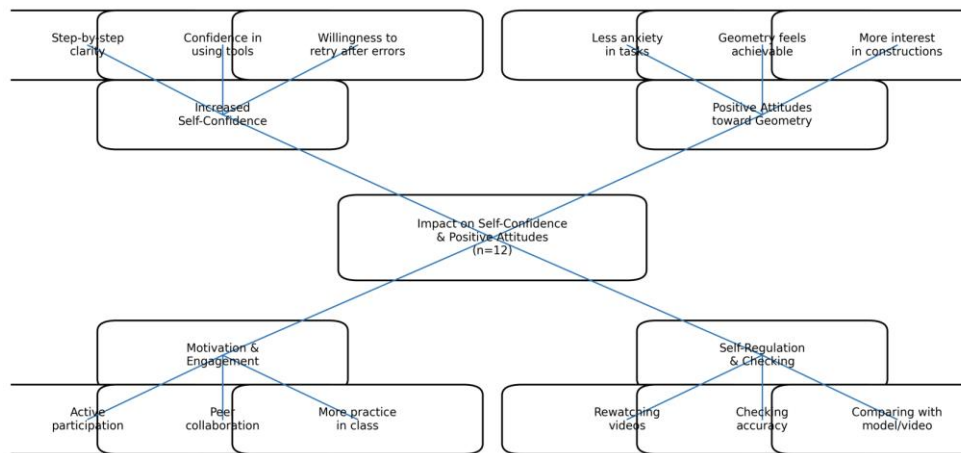 Step-by-step
clarity
Confidence in
using tools
Willingness to
retry after errors
Less anxiety
in tasks
Geometry feels
achievable
More interest
in constructions
Increased
Self-Confidence
Positive Attitudes
toward Geometry
Impact on Self-Confidence
& Positive Attitudes
(n=12)
Motivation &
Engagement
Self-Regulation
& Checking
Active
participation
Peer
collaboration
More practice
in class
Rewatching
videos
Checking
accuracy
Comparing with
model/video